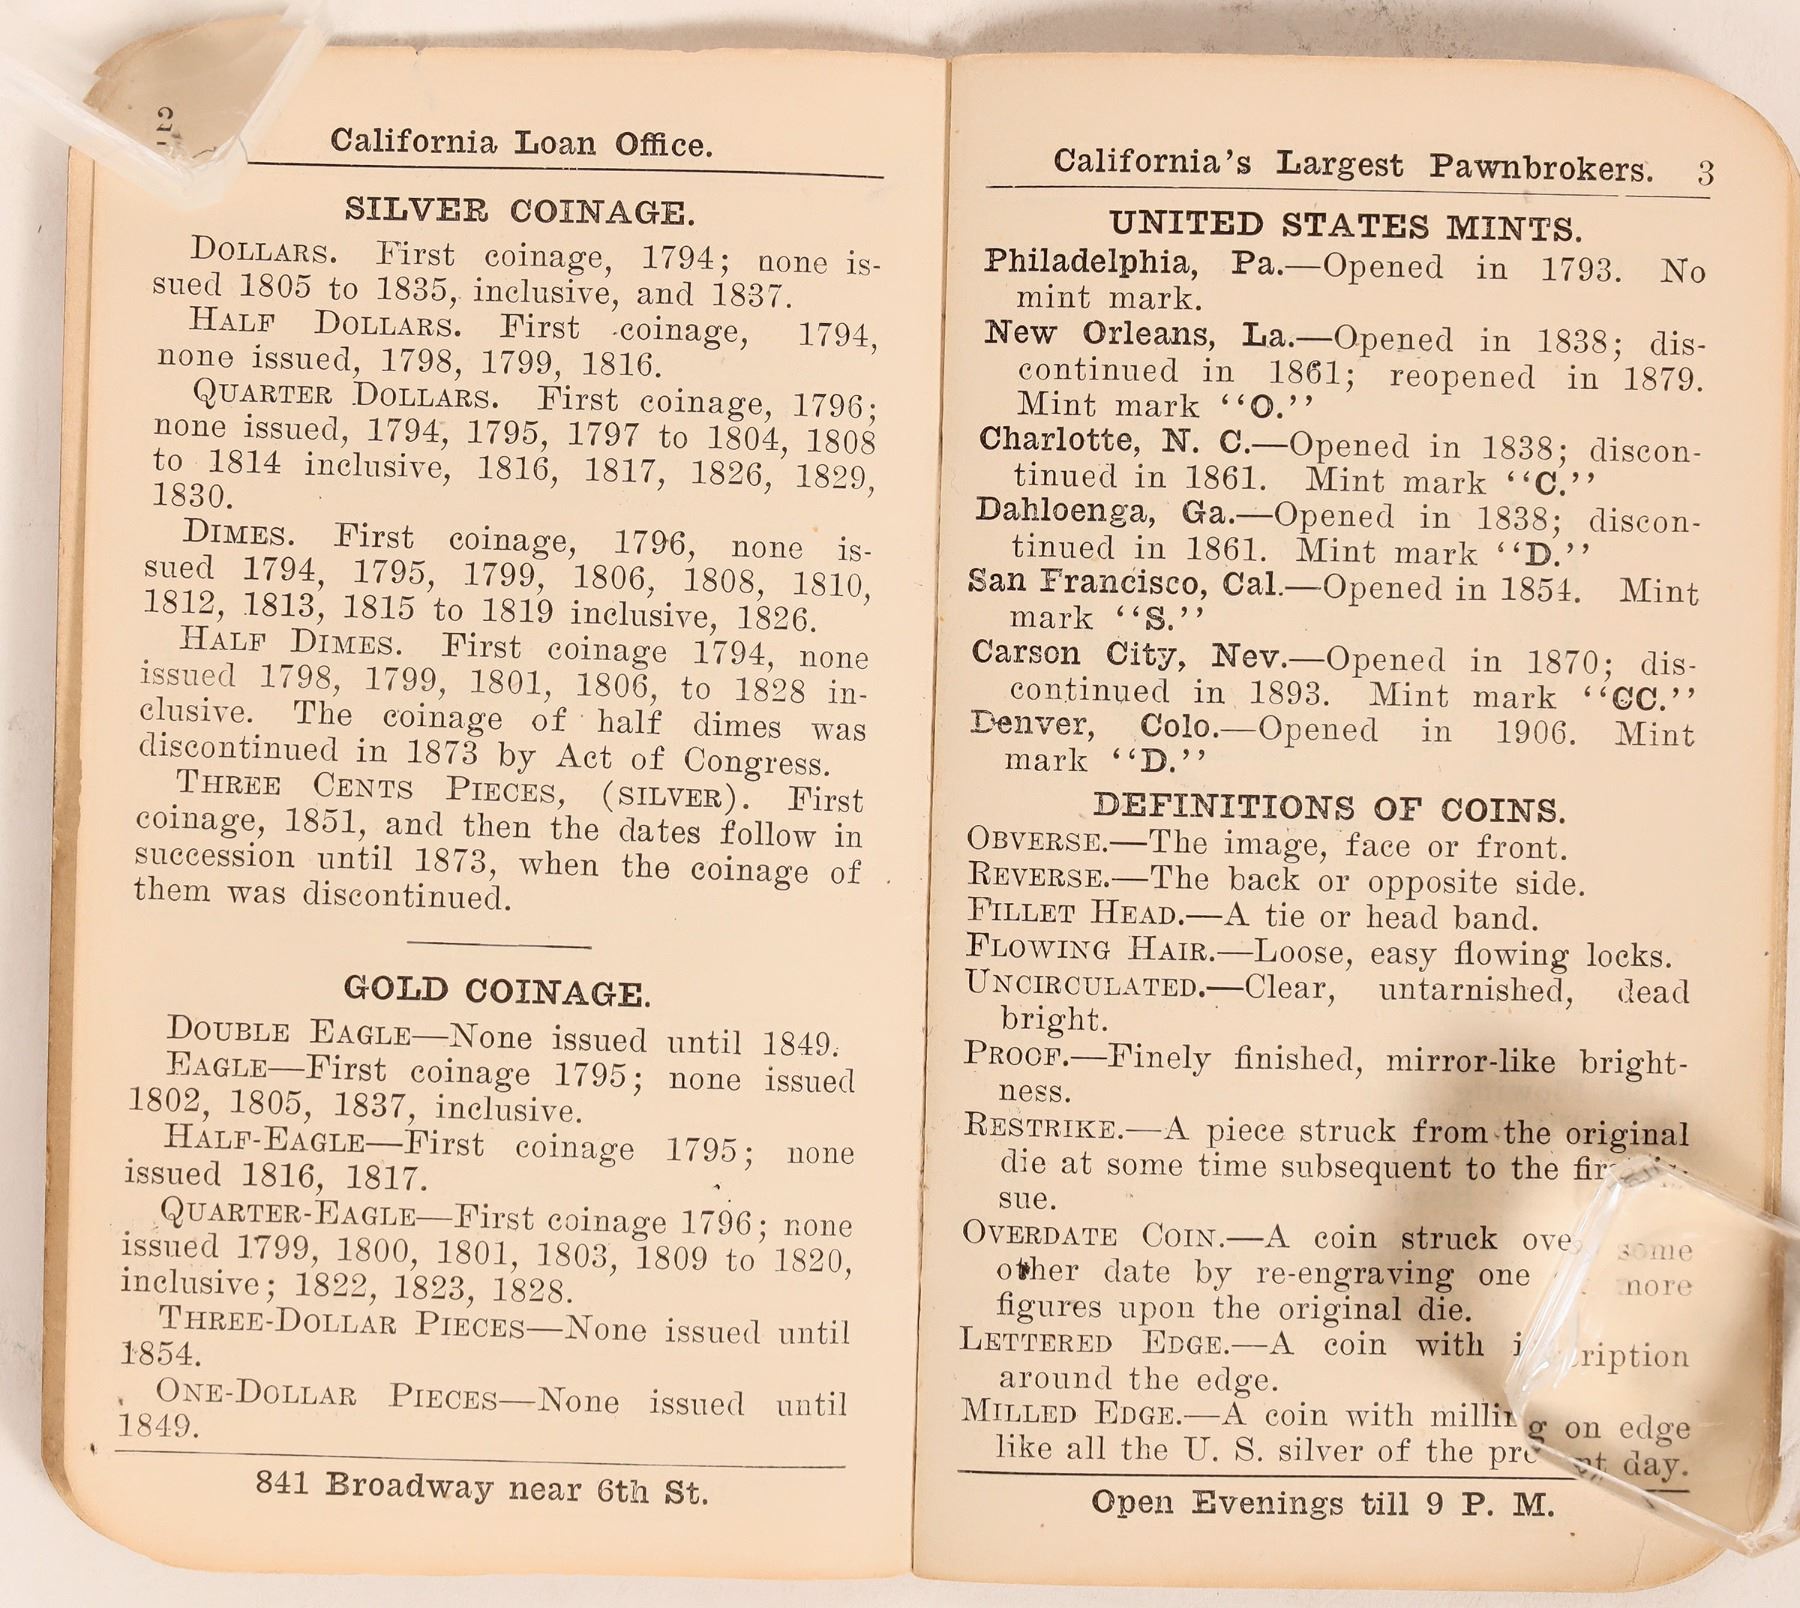 2
California Loan Office.
SILVER COINAGE.
DOLLARS. First coinage, 1794; none is-
sued 1805 to 1835, inclusive, and 1837.
HALF DOLLARS. First coinage, 1794,
none issued, 1798, 1799, 1816.
QUARTER DOLLARS. First coinage, 1796;
none issued, 1794, 1795, 1797 to 1804, 1808
to 1814 inclusive, 1816, 1817, 1826, 1829,
1830.
DIMES. First coinage, 1796, none is-
sued 1794, 1795, 1799, 1806, 1808, 1810,
1812, 1813, 1815 to 1819 inclusive, 1826.
HALF DIMES. First coinage 1794, none
issued 1798, 1799, 1801, 1806, to 1828 in-
clusive. The coinage of half dimes was
discontinued in 1873 by Act of Congress.
THREE CENTS PIECES, (SILVER). First
coinage, 1851, and then the dates follow in
succession until 1873, when the coinage of
them was discontinued.
GOLD COINAGE.
DOUBLE EAGLE—None issued until 1849.
EAGLE—First coinage 1795; none issued
1802, 1805, 1837, inclusive.
HALF-EAGLE—First coinage 1795; none
issued 1816, 1817.
QUARTER-EAGLE—First coinage 1796; none
issued 1799, 1800, 1801, 1803, 1809 to 1820,
inclusive; 1822, 1823, 1828.
THREE-DOLLAR PIECES—None issued until
1854.
ONE-DOLLAR PIECES—None issued until
1849.
841 Broadway near 6th St.
California's Largest Pawnbrokers. 3
UNITED STATES MINTS.
Philadelphia, Pa.—Opened in 1793. No
mint mark.
New Orleans, La.—Opened in 1838; dis-
continued in 1861; reopened in 1879.
Mint mark "O."
Charlotte, N. C.—Opened in 1838; discon-
tinued in 1861. Mint mark "C."
Dahloenga, Ga.—Opened in 1838; discon-
tinued in 1861. Mint mark "D."
San Francisco, Cal.—Opened in 1854. Mint
mark "S."
Carson City, Nev.—Opened in 1870; dis-
continued in 1893. Mint mark "CC."
Denver, Colo.—Opened in 1906. Mint
mark "D."
DEFINITIONS OF COINS.
OBVERSE.—The image, face or front.
REVERSE.—The back or opposite side.
FILLET HEAD.—A tie or head band.
FLOWING HAIR.—Loose, easy flowing locks.
UNCIRCULATED.—Clear, untarnished, dead
bright.
PROOF.—Finely finished, mirror-like bright-
ness.
RESTRIKE.—A piece struck from the original
die at some time subsequent to the
sue.
OVERDATE COIN.—A coin struck over some
other date by re-engraving one more
figures upon the original die.
LETTERED EDGE.—A coin with inscription
around the edge.
MILLED EDGE.—A coin with milling on edge
like all the U. S. silver of the present day.
Open Evenings till 9 P. M.